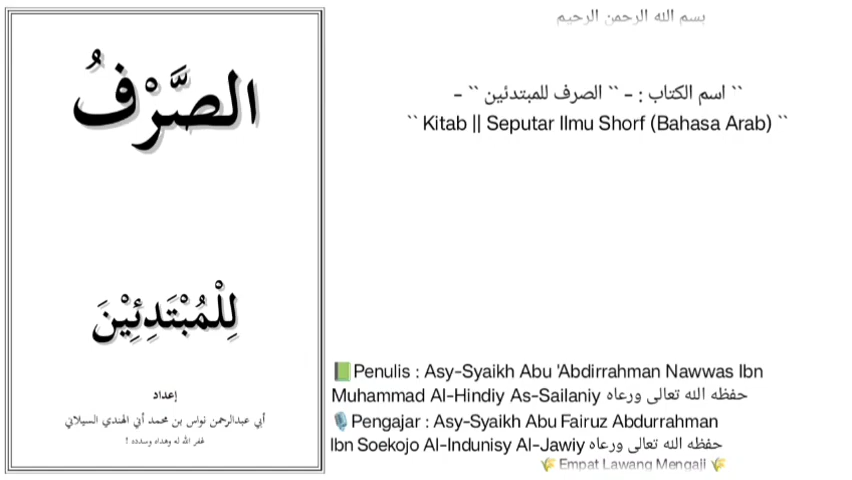 الصَّرْفُ
لِلْمُبْتَدِئِيْنَ
إعداد
أبي عبدالرحمن نواس بن محمد أبي الهندي السيلاني
غفر الله له وهداه وسدده !
بسم الله الرحمن الرحيم
`` اسم الكتاب : - `` الصرف للمبتدئين `` -
`` Kitab || Seputar Ilmu Shorf (Bahasa Arab) ``
📗Penulis : Asy-Syaikh Abu 'Abdirrahman Nawwas Ibn
Muhammad Al-Hindiy As-Sailaniy حفظه الله تعالى ورعاه
🎙️Pengajar : Asy-Syaikh Abu Fairuz Abdurrahman
Ibn Soekojo Al-Indunisy Al-Jawiy حفظه الله تعالى ورعاه
🌾 Empat Lawang Mengaji 🌾